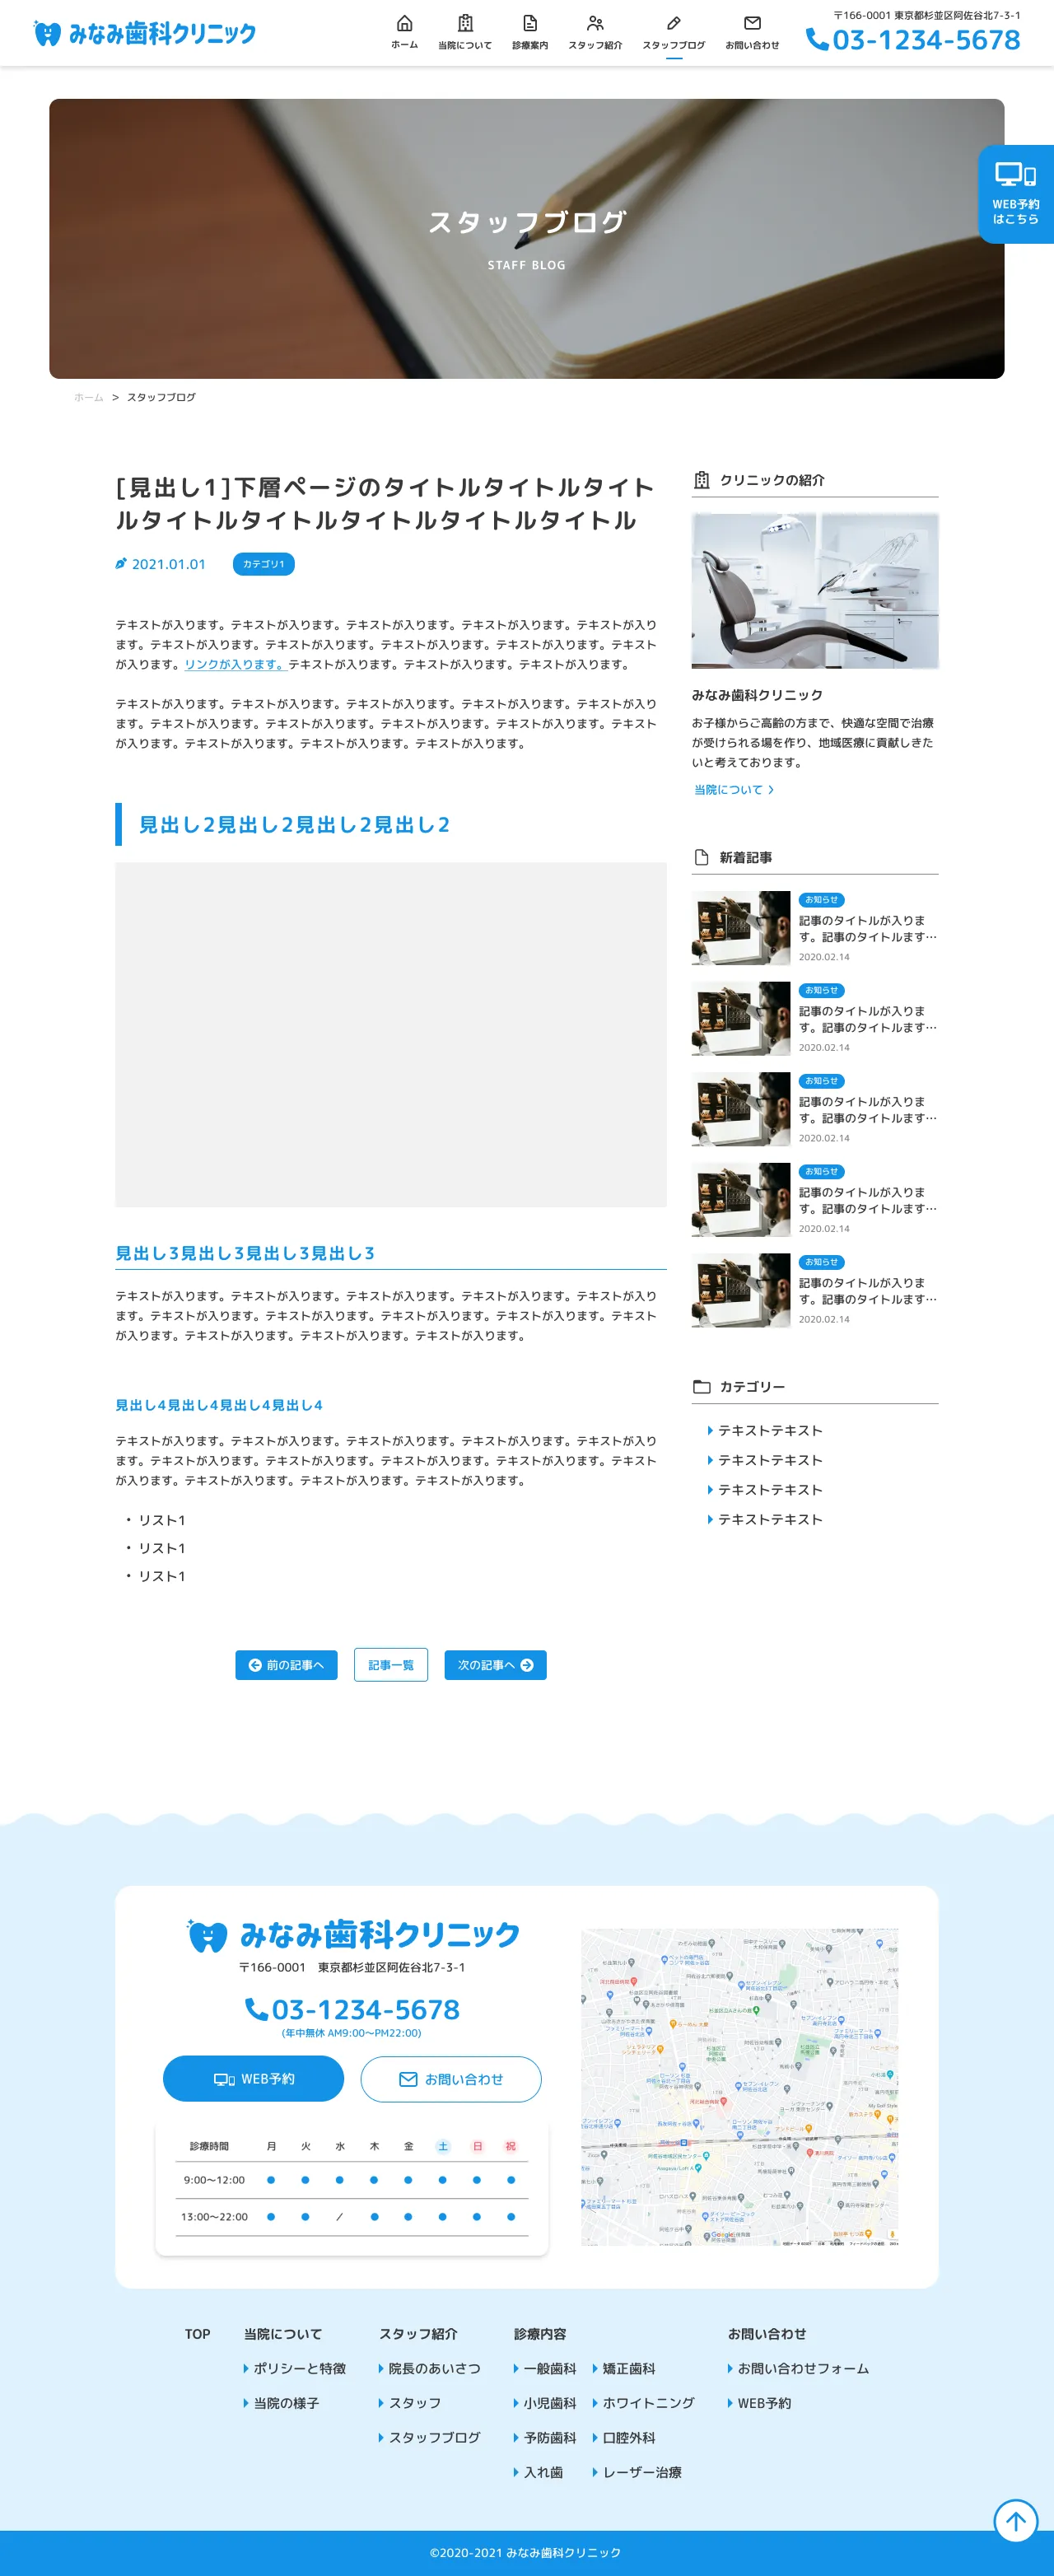 みなみ歯科クリニック
ホーム
当院について
診療案内
スタッフ紹介
スタッフブログ
お問い合わせ
〒166-0001 東京都杉並区阿佐谷北7-3-1
03-1234-5678
WEB予約
はこちら
スタッフブログ
STAFF BLOG
ホーム > スタッフブログ
[見出し1]下層ページのタイトルタイトルタイト
ルタイトルタイトルタイトルタイトルタイトル
2021.01.01
カテゴリ1
テキストが入ります。テキストが入ります。テキストが入ります。テキストが入ります。テキストが入り
ます。テキストが入ります。テキストが入ります。テキストが入ります。テキストが入ります。テキスト
が入ります。リンクが入ります。テキストが入ります。テキストが入ります。テキストが入ります。
テキストが入ります。テキストが入ります。テキストが入ります。テキストが入ります。テキストが入り
ます。テキストが入ります。テキストが入ります。テキストが入ります。テキストが入ります。テキスト
が入ります。テキストが入ります。テキストが入ります。テキストが入ります。
見出し2見出し2見出し2見出し2
見出し3見出し3見出し3見出し3
テキストが入ります。テキストが入ります。テキストが入ります。テキストが入ります。テキストが入り
ます。テキストが入ります。テキストが入ります。テキストが入ります。テキストが入ります。テキスト
が入ります。テキストが入ります。テキストが入ります。テキストが入ります。
見出し4見出し4見出し4見出し4
テキストが入ります。テキストが入ります。テキストが入ります。テキストが入ります。テキストが入り
ます。テキストが入ります。テキストが入ります。テキストが入ります。テキストが入ります。テキスト
が入ります。テキストが入ります。テキストが入ります。テキストが入ります。
・ リスト1
・ リスト1
・ リスト1
前の記事へ
記事一覧
次の記事へ
クリニックの紹介
みなみ歯科クリニック
お子様からご高齢の方まで、快適な空間で治療
が受けられる場を作り、地域医療に貢献しきた
いと考えております。
当院について
新着記事
お知らせ
記事のタイトルが入りま
す。記事のタイトルます…
2020.02.14
お知らせ
記事のタイトルが入りま
す。記事のタイトルます…
2020.02.14
お知らせ
記事のタイトルが入りま
す。記事のタイトルます…
2020.02.14
お知らせ
記事のタイトルが入りま
す。記事のタイトルます…
2020.02.14
お知らせ
記事のタイトルが入りま
す。記事のタイトルます…
2020.02.14
カテゴリー
テキストテキスト
テキストテキスト
テキストテキスト
テキストテキスト
みなみ歯科クリニック
〒166-0001 東京都杉並区阿佐谷北7-3-1
03-1234-5678
(年中無休 AM9:00〜PM22:00)
WEB予約
お問い合わせ
診療時間 月 火 水 木 金 土 日 祝
9:00〜12:00 ● ● ● ● ● ● ● ●
13:00〜22:00 ● ● ／ ● ● ● ● ●
Google
TOP
当院について
ポリシーと特徴
当院の様子
スタッフ紹介
院長のあいさつ
スタッフ
スタッフブログ
診療内容
一般歯科
小児歯科
予防歯科
入れ歯
矯正歯科
ホワイトニング
口腔外科
レーザー治療
お問い合わせ
お問い合わせフォーム
WEB予約
©2020-2021 みなみ歯科クリニック